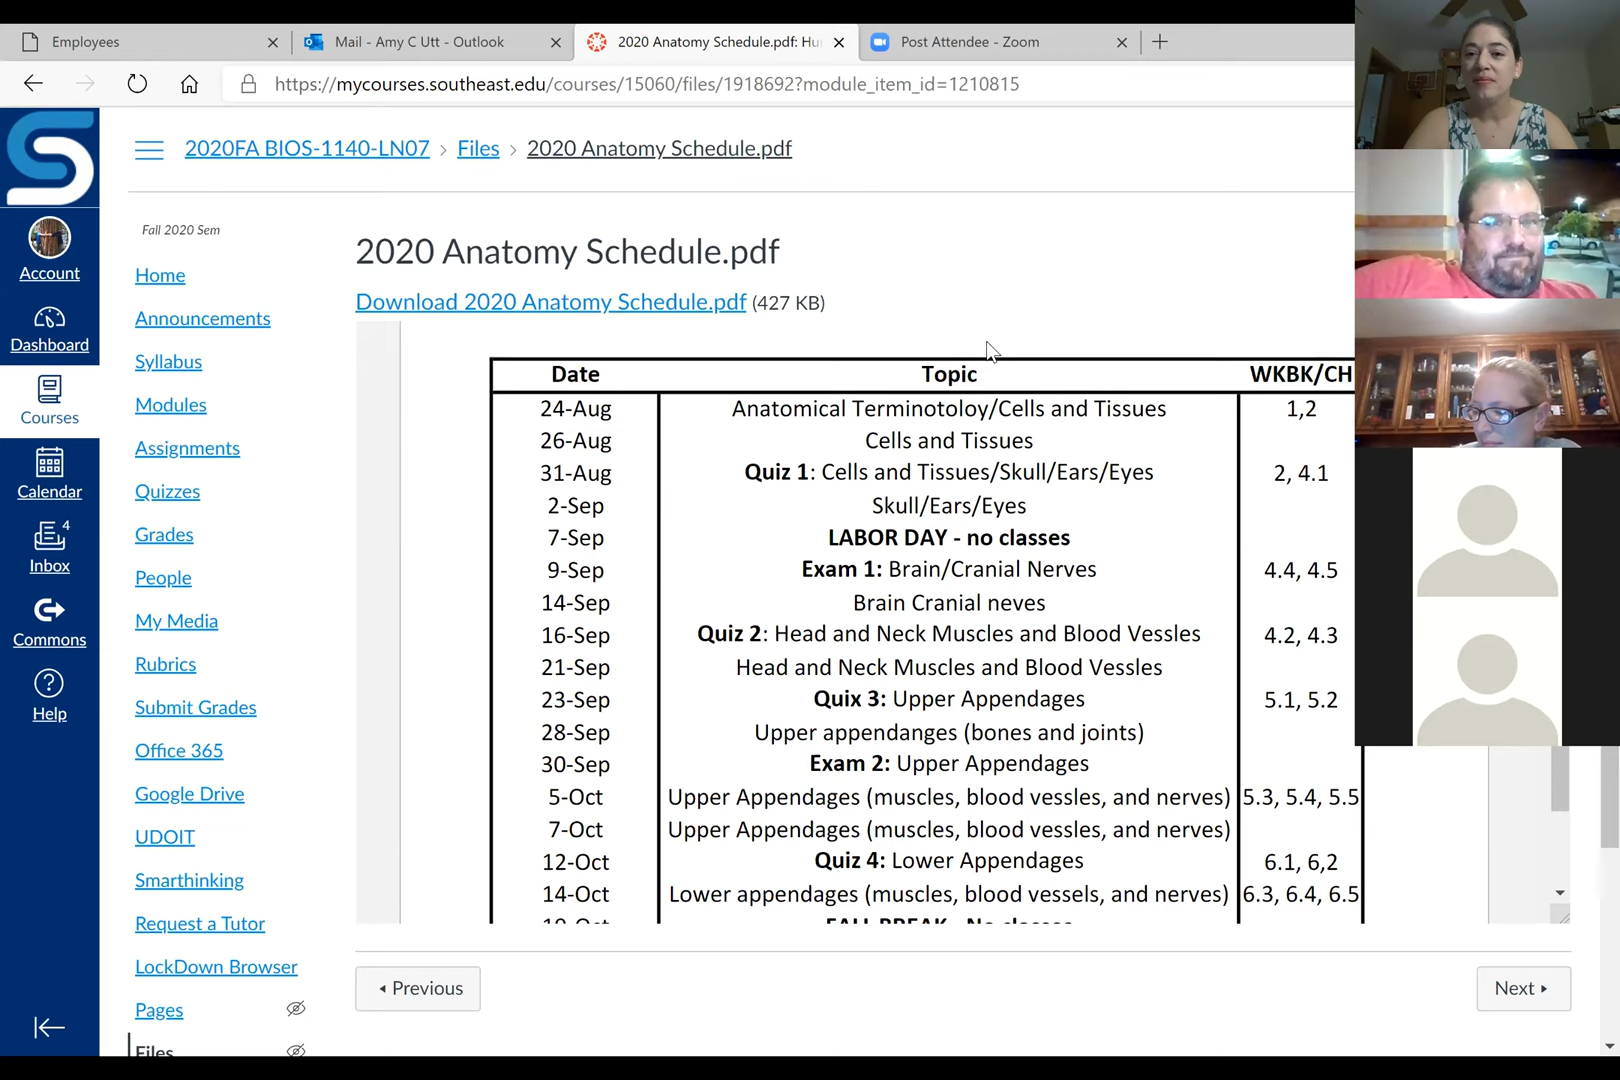 Employees
Mail - Amy C Utt - Outlook
2020 Anatomy Schedule.pdf: Hu
Post Attendee - Zoom
https://mycourses.southeast.edu/courses/15060/files/1918692?module_item_id=1210815
2020FA BIOS-1140-LN07 › Files › 2020 Anatomy Schedule.pdf
Account
Dashboard
Courses
Calendar
4
Inbox
Commons
Help
Fall 2020 Sem
Home
Announcements
Syllabus
Modules
Assignments
Quizzes
Grades
People
My Media
Rubrics
Submit Grades
Office 365
Google Drive
UDOIT
Smarthinking
Request a Tutor
LockDown Browser
Pages
Files
2020 Anatomy Schedule.pdf
Download 2020 Anatomy Schedule.pdf (427 KB)
Date Topic WKBK/CH
24-Aug Anatomical Terminotoloy/Cells and Tissues 1,2
26-Aug Cells and Tissues
31-Aug Quiz 1: Cells and Tissues/Skull/Ears/Eyes 2, 4.1
2-Sep Skull/Ears/Eyes
7-Sep LABOR DAY - no classes
9-Sep Exam 1: Brain/Cranial Nerves 4.4, 4.5
14-Sep Brain Cranial neves
16-Sep Quiz 2: Head and Neck Muscles and Blood Vessles 4.2, 4.3
21-Sep Head and Neck Muscles and Blood Vessles
23-Sep Quix 3: Upper Appendages 5.1, 5.2
28-Sep Upper appendanges (bones and joints)
30-Sep Exam 2: Upper Appendages
5-Oct Upper Appendages (muscles, blood vessles, and nerves) 5.3, 5.4, 5.5
7-Oct Upper Appendages (muscles, blood vessles, and nerves)
12-Oct Quiz 4: Lower Appendages 6.1, 6,2
14-Oct Lower appendages (muscles, blood vessels, and nerves) 6.3, 6.4, 6.5
FALL BREAK - No classes
Previous
Next